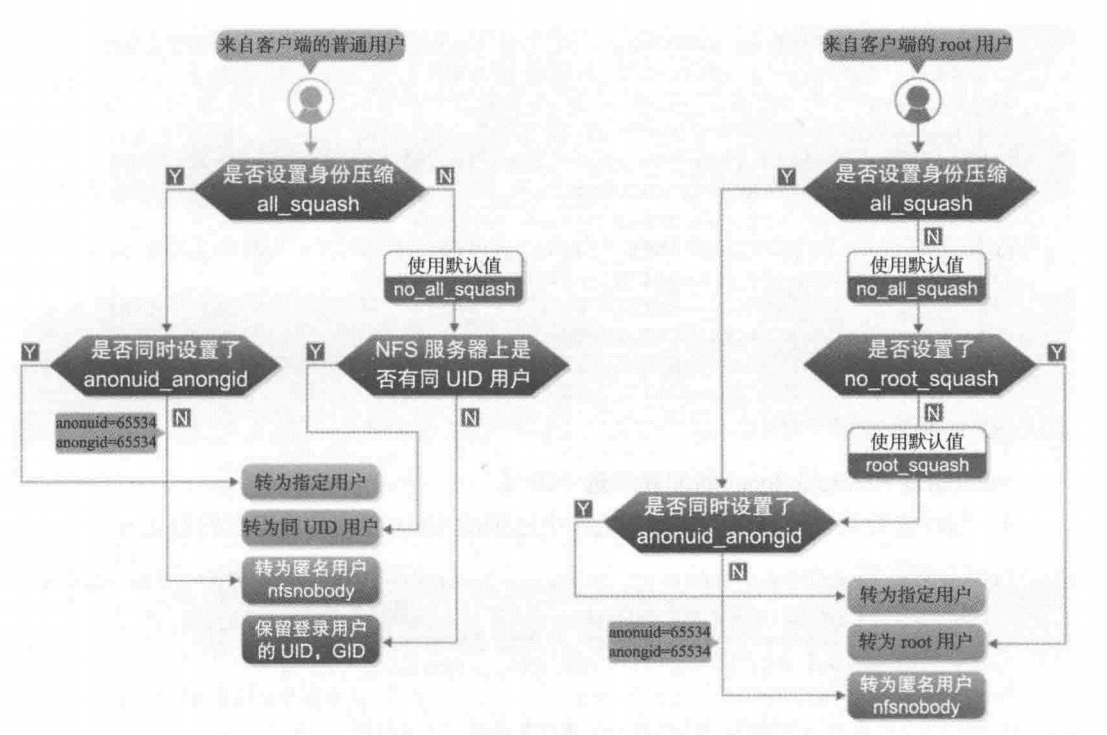 来自客户端的普通用户
是否设置身份压缩
all_squash
Y
N
使用默认值
no_all_squash
是否同时设置了
anonuid_anongid
Y
N
anonuid=65534
anongid=65534
NFS 服务器上是
否有同 UID 用户
Y
N
转为指定用户
转为同 UID 用户
转为匿名用户
nfsnobody
保留登录用户
的 UID，GID
来自客户端的 root 用户
是否设置身份压缩
all_squash
Y
N
使用默认值
no_all_squash
是否设置了
no_root_squash
Y
N
使用默认值
root_squash
是否同时设置了
anonuid_anongid
Y
N
anonuid=65534
anongid=65534
转为指定用户
转为 root 用户
转为匿名用户
nfsnobody